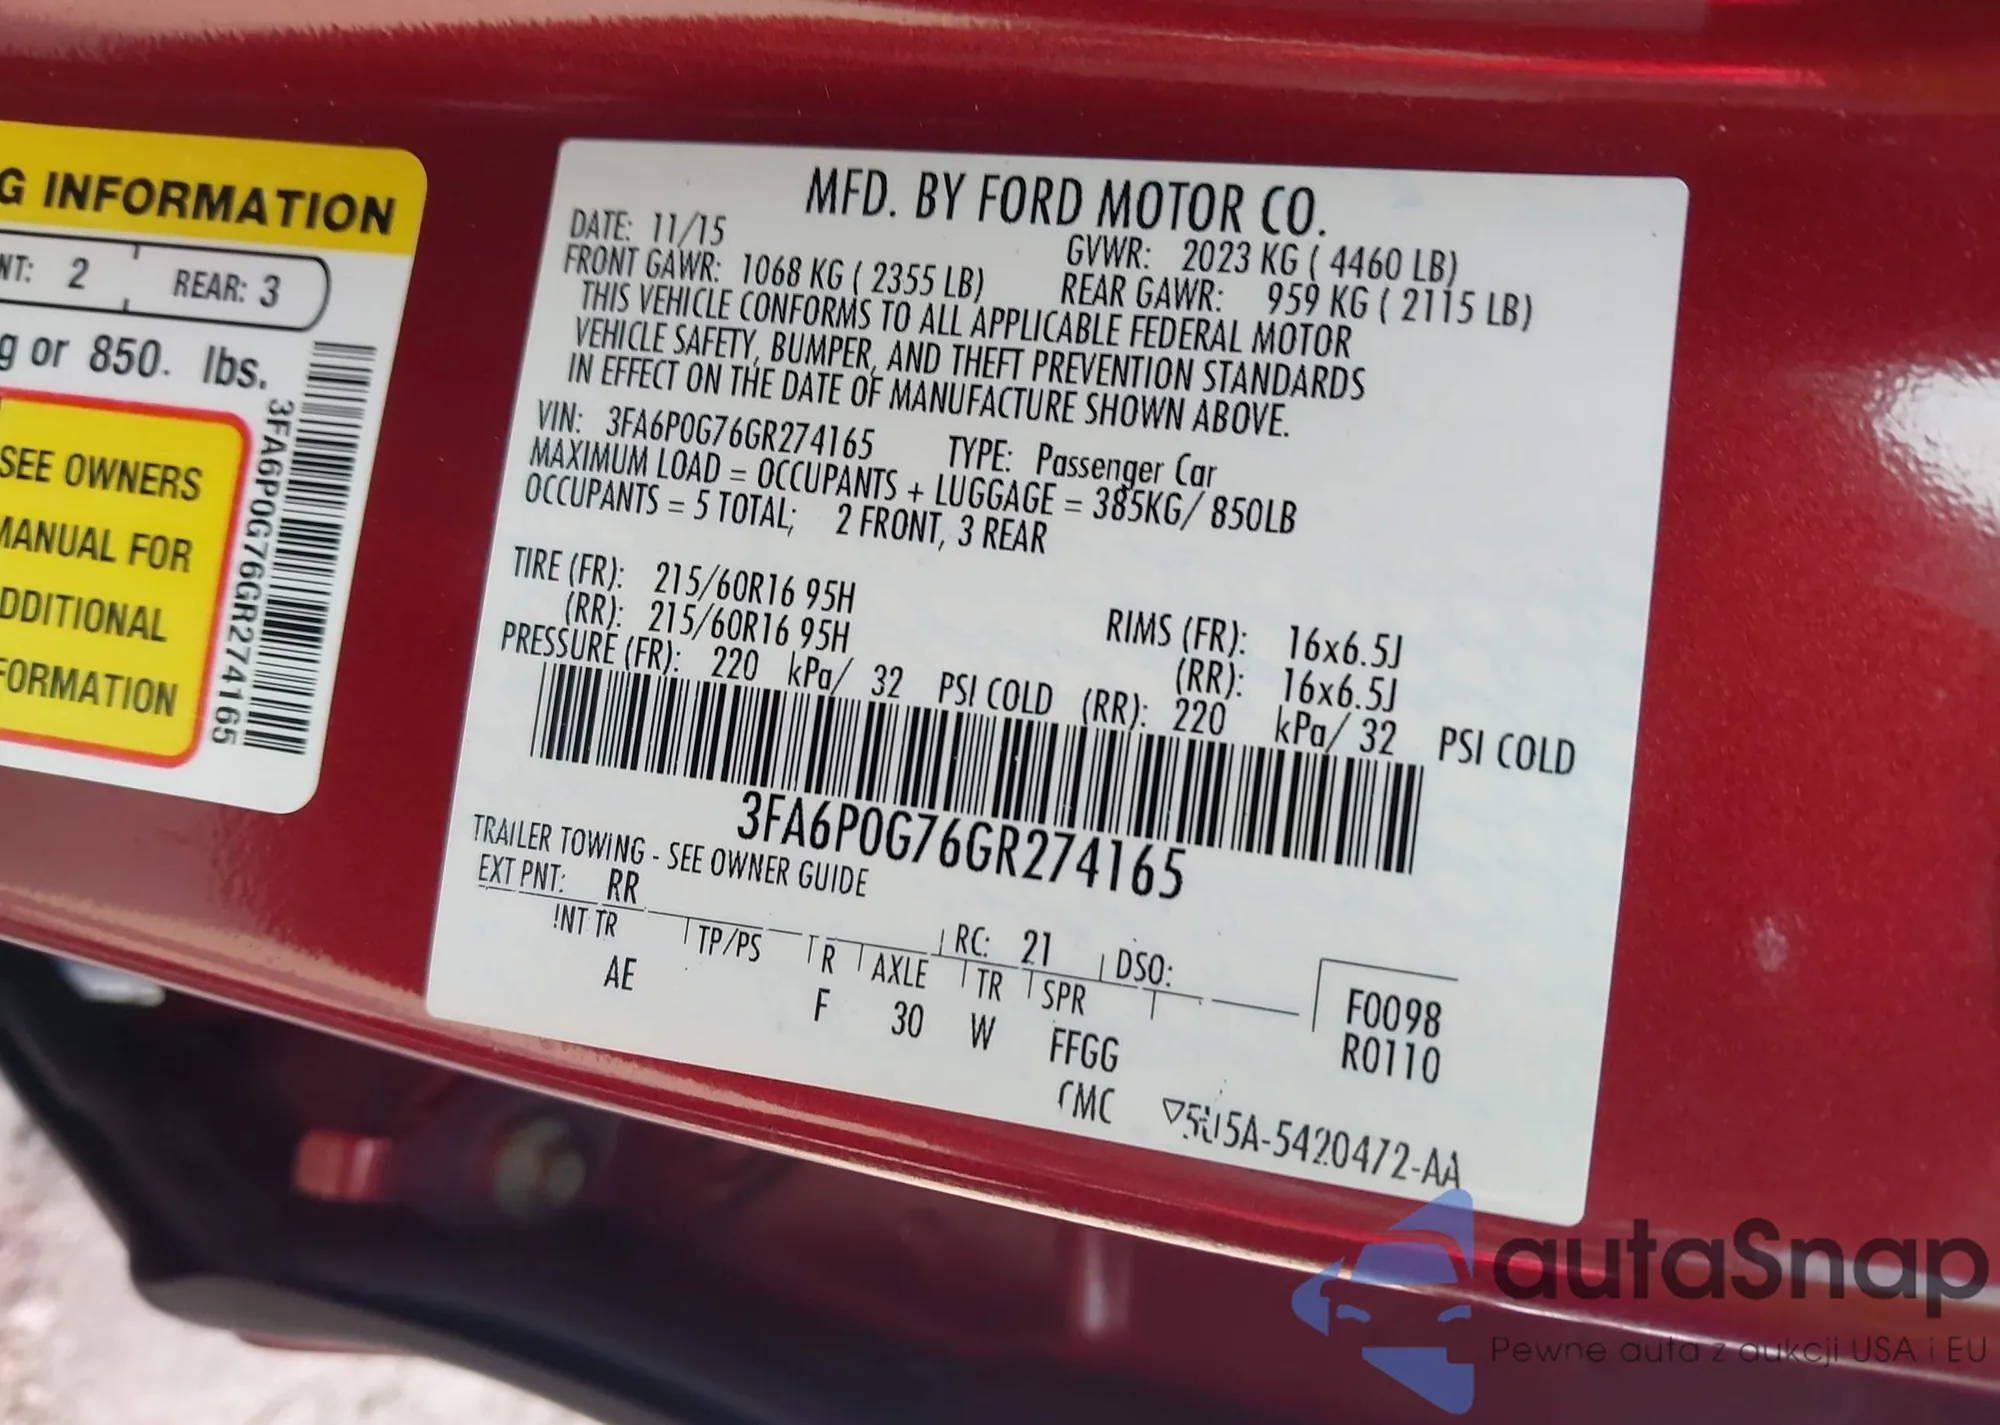 G INFORMATION
NT: 2 REAR: 3
g or 850. lbs.
SEE OWNERS
MANUAL FOR
DDITIONAL
FORMATION
3FA6P0G76GR274165
MFD. BY FORD MOTOR CO.
DATE: 11/15 GVWR: 2023 KG ( 4460 LB)
FRONT GAWR: 1068 KG ( 2355 LB) REAR GAWR: 959 KG ( 2115 LB)
THIS VEHICLE CONFORMS TO ALL APPLICABLE FEDERAL MOTOR
VEHICLE SAFETY, BUMPER, AND THEFT PREVENTION STANDARDS
IN EFFECT ON THE DATE OF MANUFACTURE SHOWN ABOVE.
VIN: 3FA6P0G76GR274165 TYPE: Passenger Car
MAXIMUM LOAD = OCCUPANTS + LUGGAGE = 385KG/ 850LB
OCCUPANTS = 5 TOTAL; 2 FRONT, 3 REAR
TIRE (FR): 215/60R16 95H RIMS (FR): 16x6.5J
(RR): 215/60R16 95H (RR): 16x6.5J
PRESSURE (FR): 220 kPa/ 32 PSI COLD (RR): 220 kPa/ 32 PSI COLD
3FA6P0G76GR274165
TRAILER TOWING - SEE OWNER GUIDE
EXT PNT: RR RC: 21 DSO:
INT TR TP/PS R AXLE TR SPR
AE F 30 W FFGG
F0098
R0110
CMC ▽5U5A-5420472-AA
autaSnap
Pewne auta z aukcji USA i EU